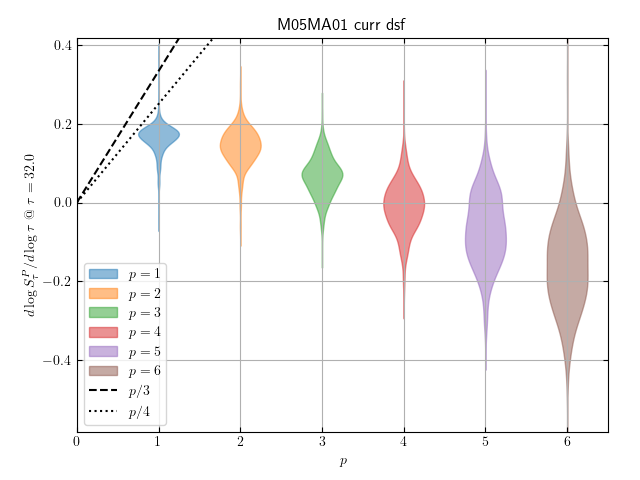 M05MA01 curr dsf
d log S_τ^p / d log τ @ τ = 32.0
0.4
0.2
0.0
−0.2
−0.4
p = 1
p = 2
p = 3
p = 4
p = 5
p = 6
p/3
p/4
0 1 2 3 4 5 6
p